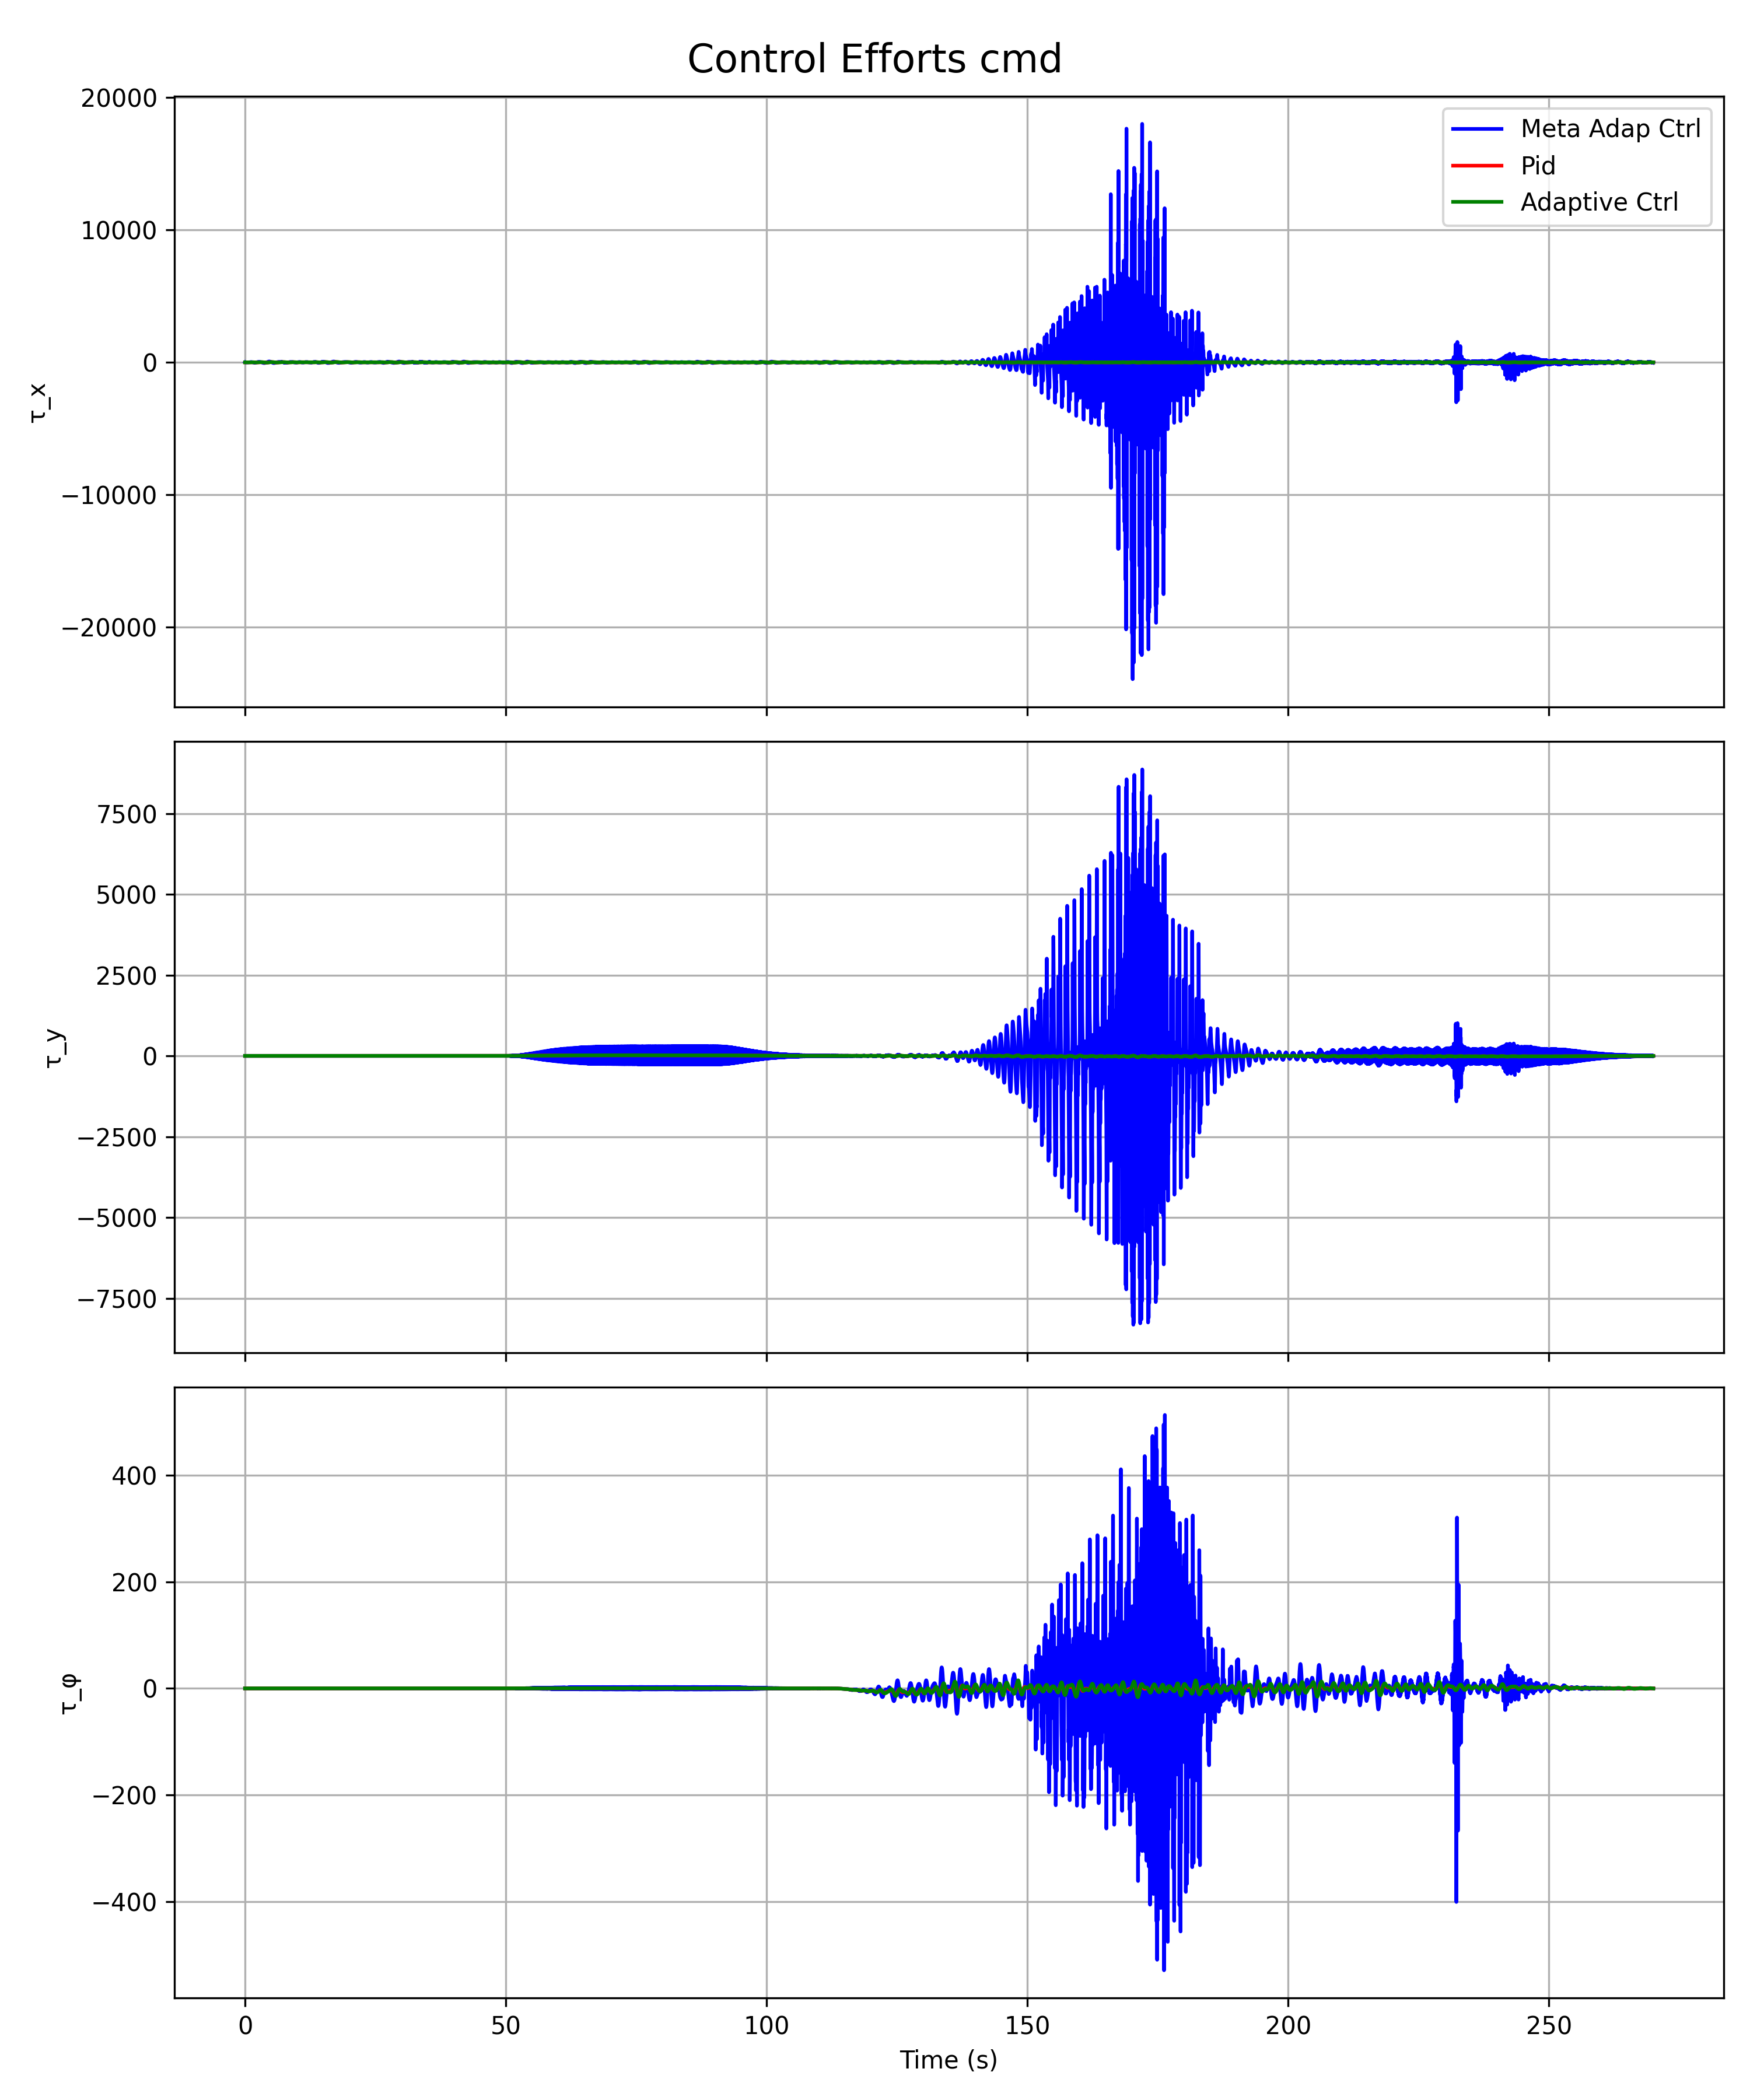 Control Efforts cmd
20000
10000
0
−10000
−20000
τ_x
Meta Adap Ctrl
Pid
Adaptive Ctrl
7500
5000
2500
0
−2500
−5000
−7500
τ_y
400
200
0
−200
−400
τ_φ
0 50 100 150 200 250
Time (s)